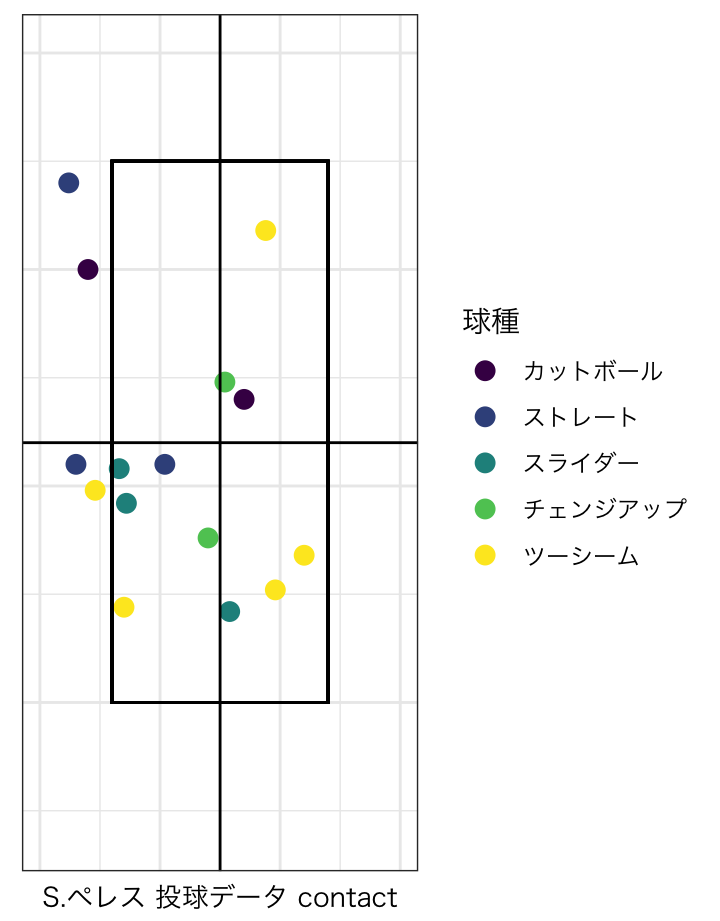 球種
カットボール
ストレート
スライダー
チェンジアップ
ツーシーム
S.ペレス 投球データ contact